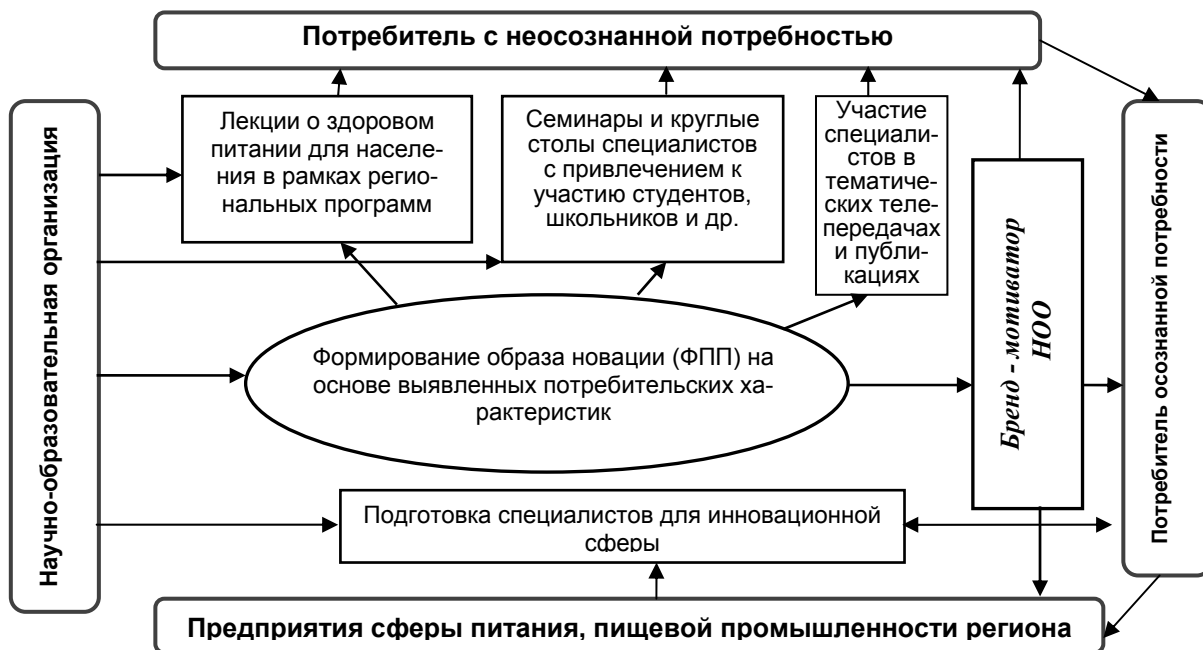 Потребитель с неосознанной потребностью
Научно-образовательная организация
Лекции о здоровом
питании для населе-
ния в рамках регио-
нальных программ
Семинары и круглые
столы специалистов
с привлечением к
участию студентов,
школьников и др.
Участие
специали-
стов в
тематиче-
ских теле-
передачах
и публи-
кациях
Формирование образа новации (ФПП) на
основе выявленных потребительских ха-
рактеристик
Бренд - мотиватор
НОО
Потребитель осознанной потребности
Подготовка специалистов для инновационной
сферы
Предприятия сферы питания, пищевой промышленности региона